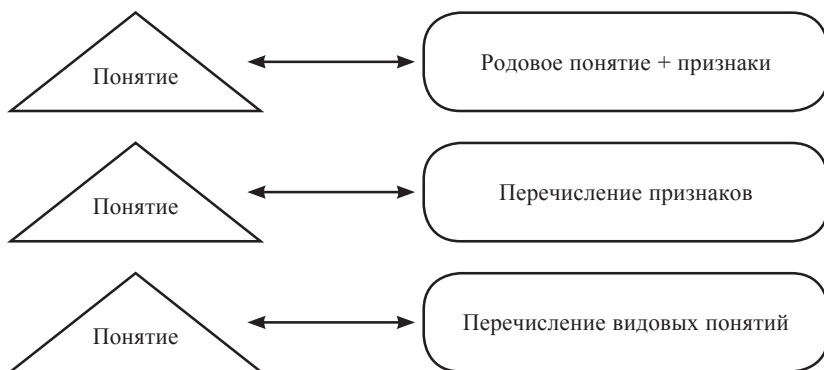 Понятие
Родовое понятие + признаки
Понятие
Перечисление признаков
Понятие
Перечисление видовых понятий